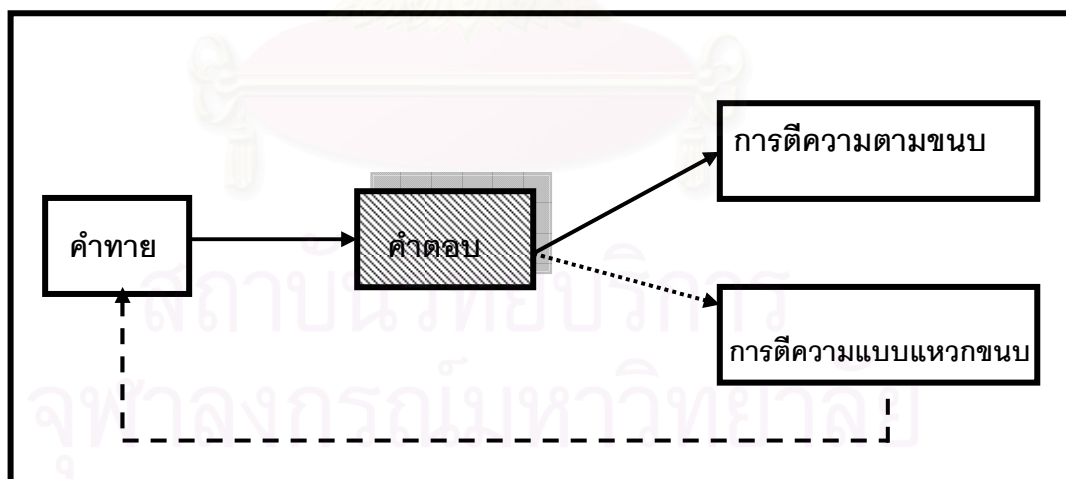 การตีความตามขนบ
คำทาย
คำตอบ
การตีความแบบแหวกขนบ
สถาบันวิทยบริการ
จุฬาลงกรณ์มหาวิทยาลัย